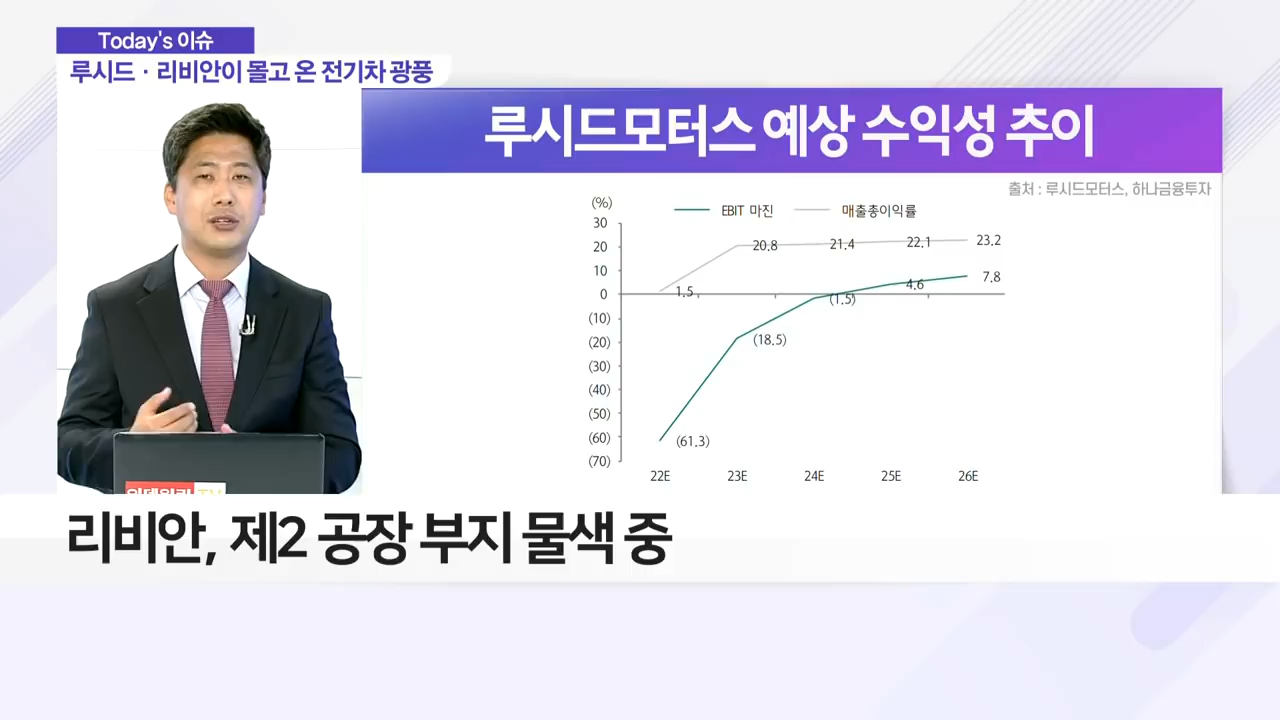 Today's 이슈
루시드 · 리비안이 몰고 온 전기차 광풍
루시드모터스 예상 수익성 추이
출처 : 루시드모터스, 하나금융투자
(%)
EBIT 마진
매출총이익률
30
20
10
0
(10)
(20)
(30)
(40)
(50)
(60)
(70)
1.5
20.8
21.4
22.1
23.2
(61.3)
(18.5)
(1.5)
4.6
7.8
22E
23E
24E
25E
26E
리비안, 제2 공장 부지 물색 중